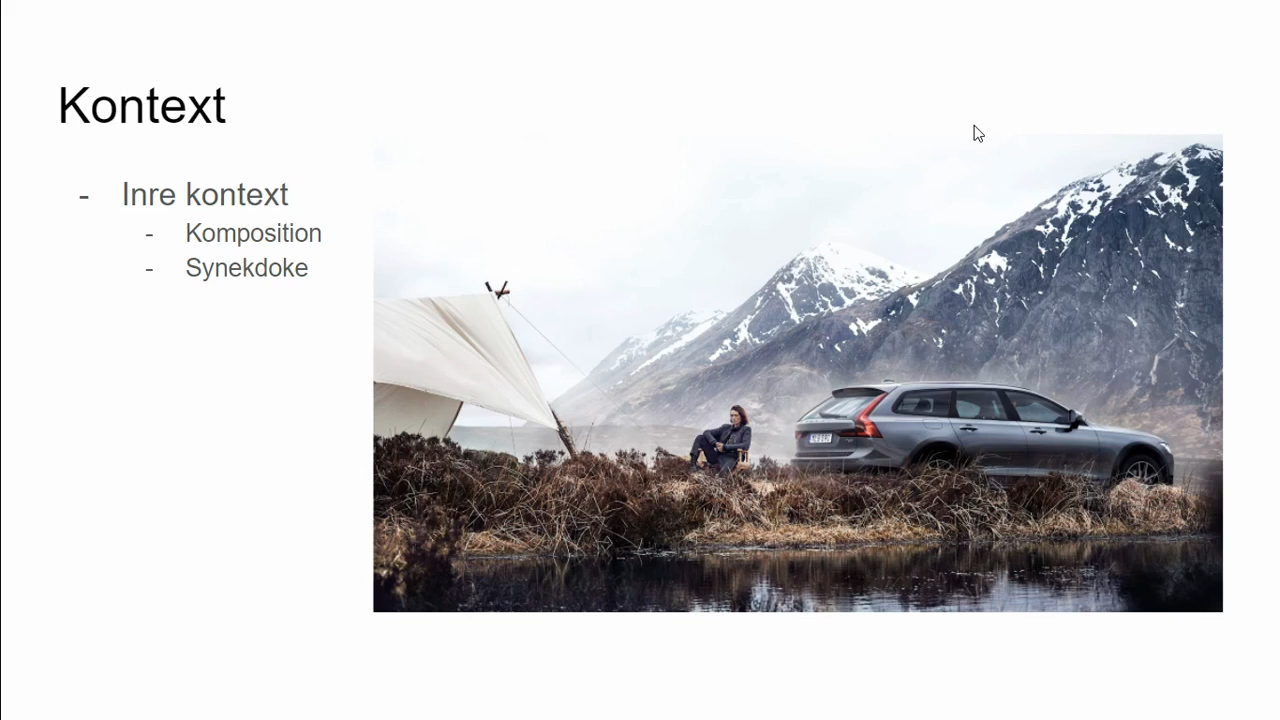 Kontext
- Inre kontext
- Komposition
- Synekdoke